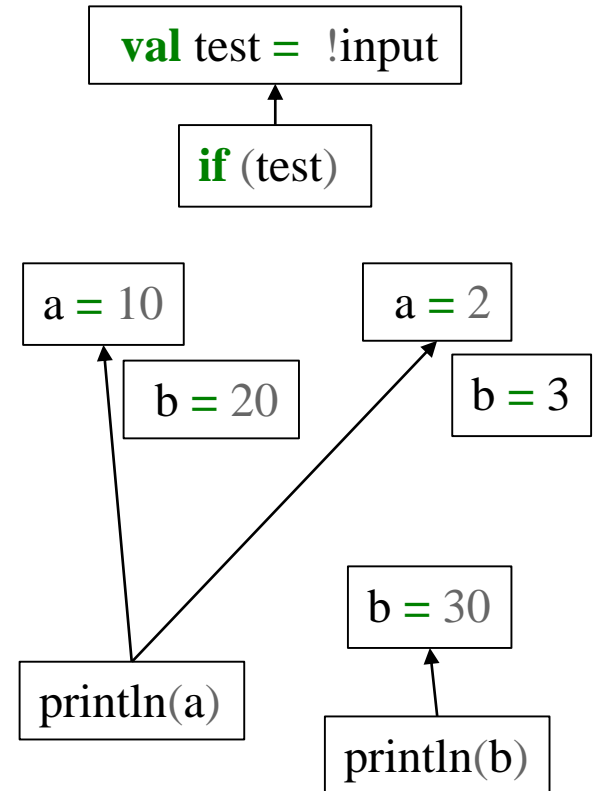 val test = !input
if (test)
a = 10
a = 2
b = 20
b = 3
b = 30
println(a)
println(b)